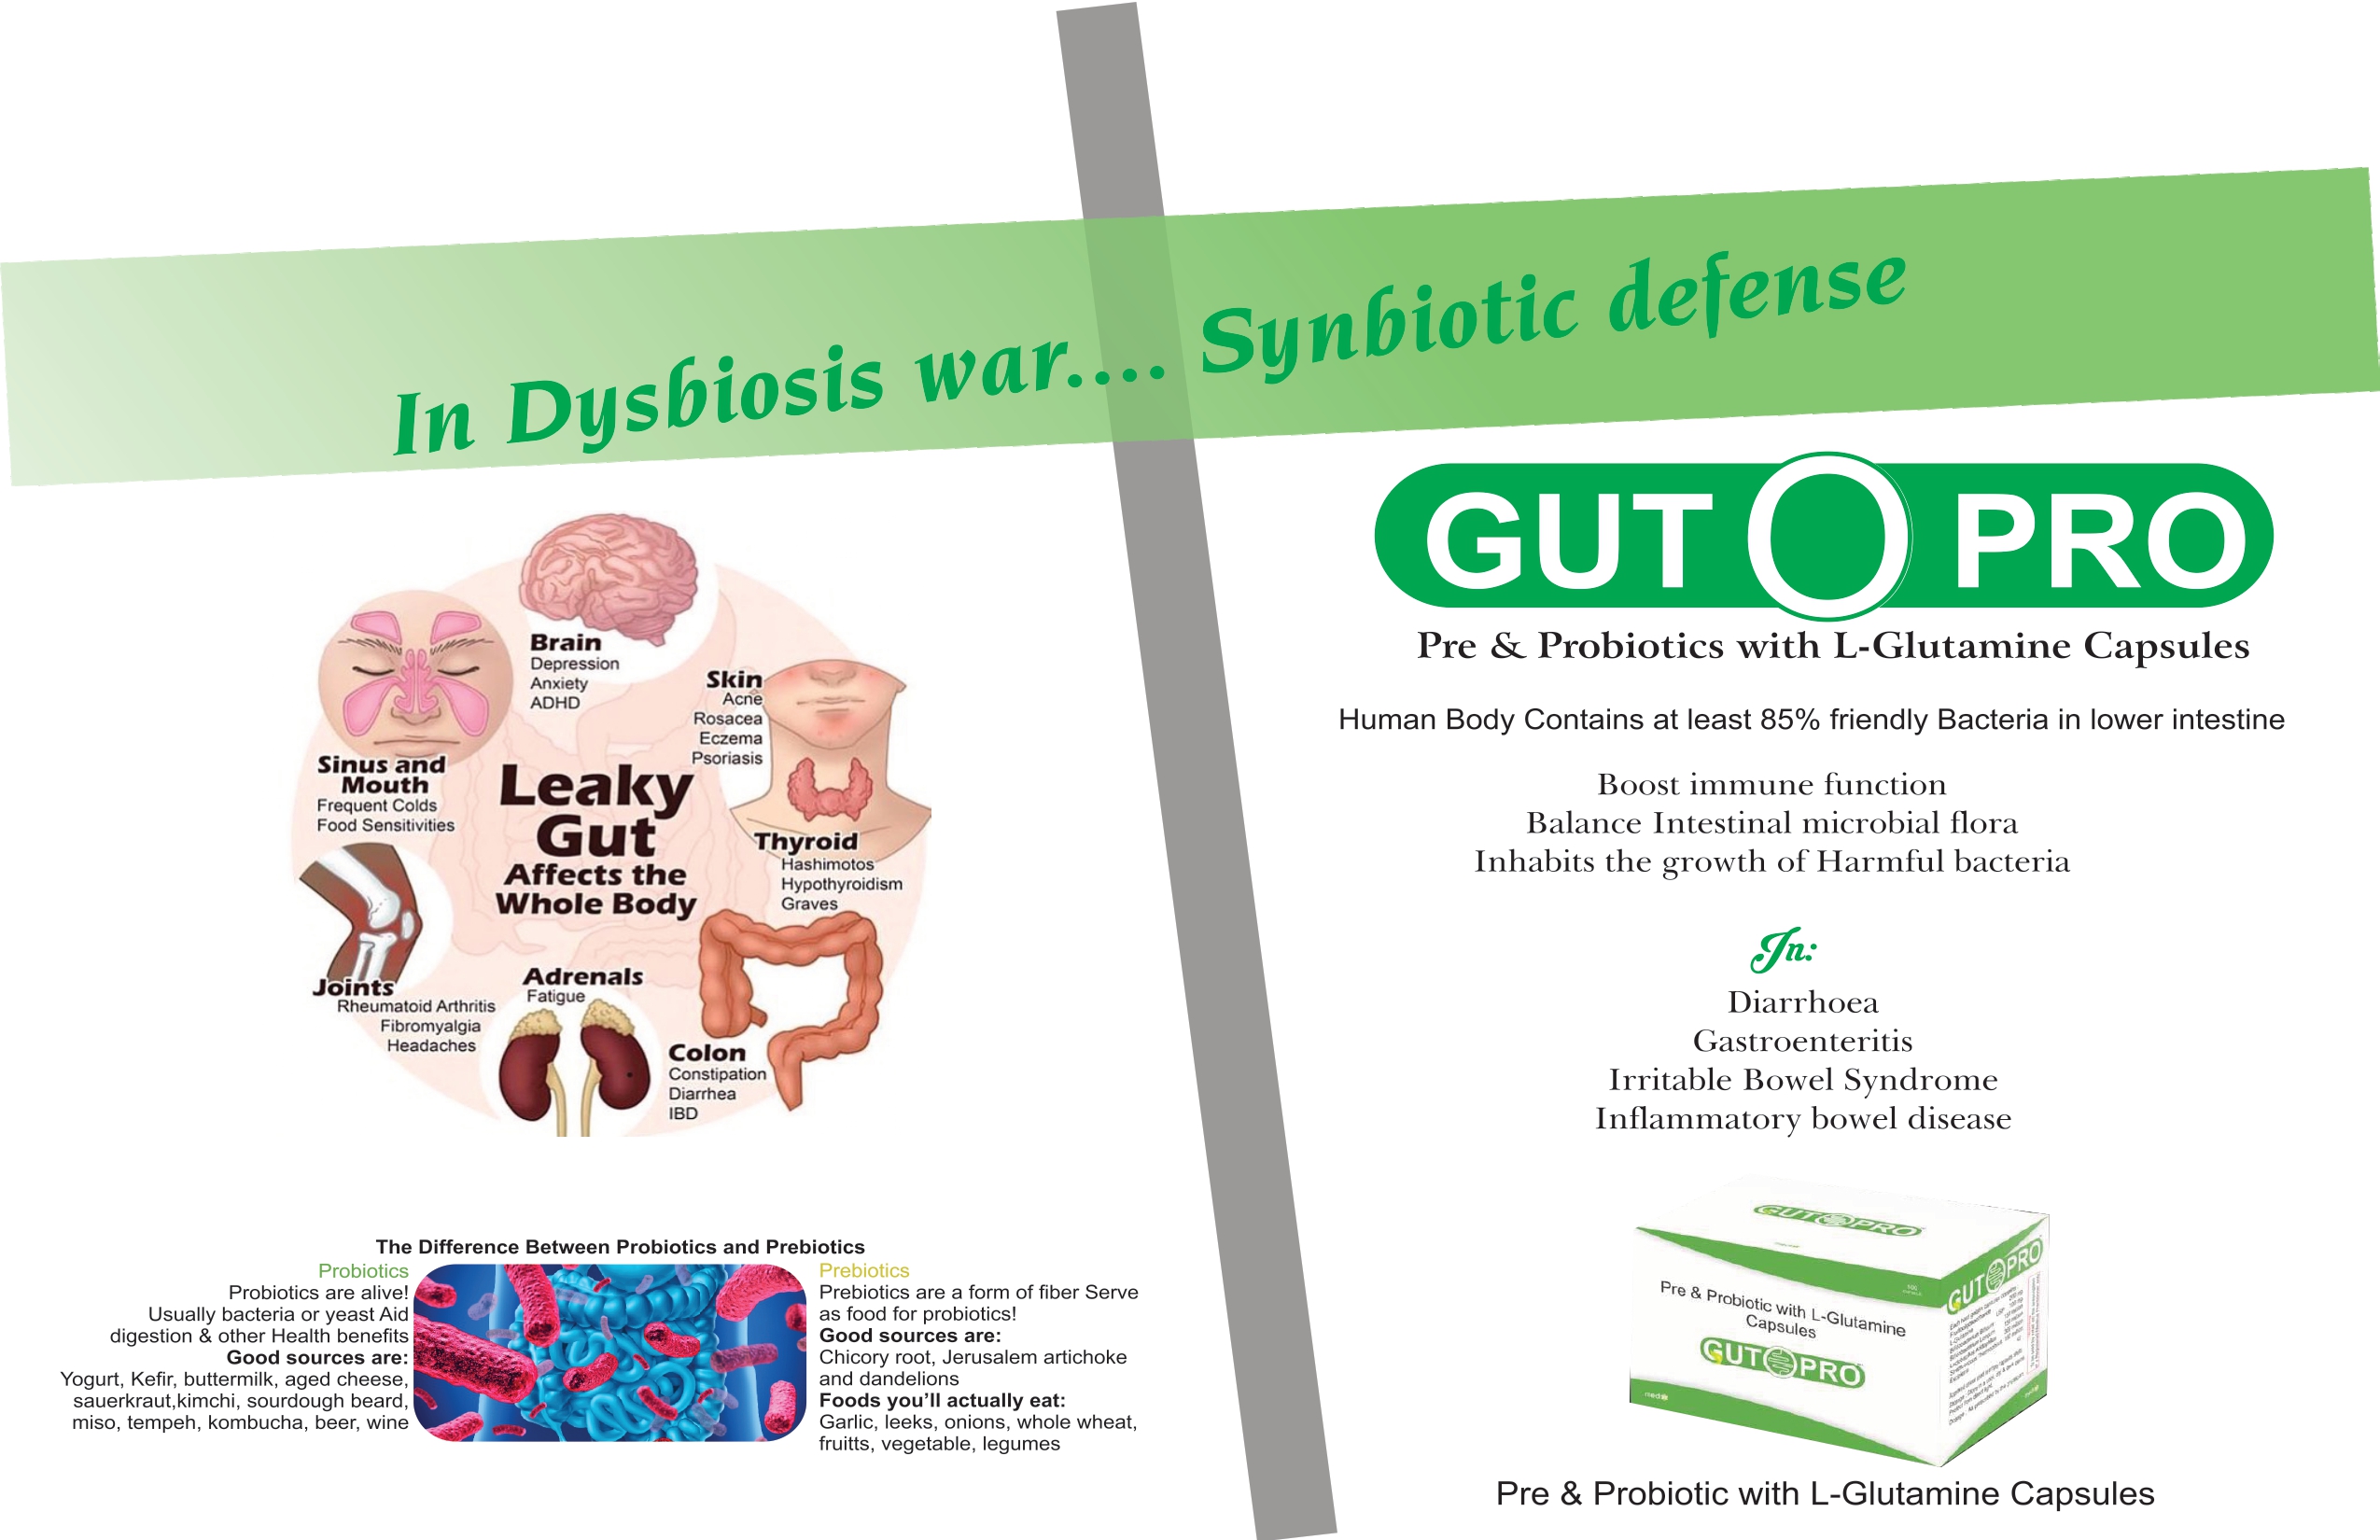 In Dysbiosis war.... Synbiotic defense
Brain
Depression
Anxiety
ADHD
Skin
Acne
Rosacea
Eczema
Psoriasis
Sinus and
Mouth
Frequent Colds
Food Sensitivities
Leaky
Gut
Affects the
Whole Body
Thyroid
Hashimotos
Hypothyroidism
Graves
Joints
Rheumatoid Arthritis
Fibromyalgia
Headaches
Adrenals
Fatigue
Colon
Constipation
Diarrhea
IBD
The Difference Between Probiotics and Prebiotics
Probiotics
Probiotics are alive!
Usually bacteria or yeast Aid
digestion & other Health benefits
Good sources are:
Yogurt, Kefir, buttermilk, aged cheese,
sauerkraut,kimchi, sourdough beard,
miso, tempeh, kombucha, beer, wine
Prebiotics
Prebiotics are a form of fiber Serve
as food for probiotics!
Good sources are:
Chicory root, Jerusalem artichoke
and dandelions
Foods you'll actually eat:
Garlic, leeks, onions, whole wheat,
fruitts, vegetable, legumes
GUT O PRO
Pre & Probiotics with L-Glutamine Capsules
Human Body Contains at least 85% friendly Bacteria in lower intestine
Boost immune function
Balance Intestinal microbial flora
Inhabits the growth of Harmful bacteria
In:
Diarrhoea
Gastroenteritis
Irritable Bowel Syndrome
Inflammatory bowel disease
GUTOPRO
Pre & Probiotic with L-Glutamine
Capsules
GUTOPRO
GUTOPRO
Pre & Probiotic with L-Glutamine Capsules